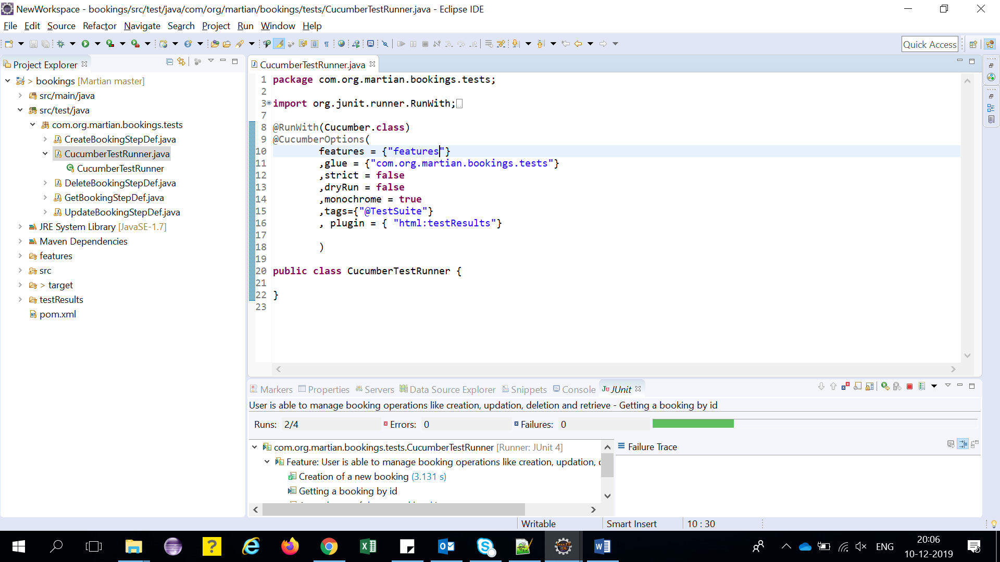 NewWorkspace - bookings/src/test/java/com/org/martian/bookings/tests/CucumberTestRunner.java - Eclipse IDE
File Edit Source Refactor Navigate Search Project Run Window Help
Quick Access
Project Explorer
> bookings [Martian master]
src/main/java
src/test/java
com.org.martian.bookings.tests
CreateBookingStepDef.java
CucumberTestRunner.java
CucumberTestRunner
DeleteBookingStepDef.java
GetBookingStepDef.java
UpdateBookingStepDef.java
JRE System Library [JavaSE-1.7]
Maven Dependencies
features
src
> target
testResults
pom.xml
CucumberTestRunner.java
1 package com.org.martian.bookings.tests;
2
3 import org.junit.runner.RunWith;
7
8 @RunWith(Cucumber.class)
9 @CucumberOptions(
10 features = {"features"}
11 ,glue = {"com.org.martian.bookings.tests"}
12 ,strict = false
13 ,dryRun = false
14 ,monochrome = true
15 ,tags={"@TestSuite"}
16 , plugin = { "html:testResults"}
17
18 )
19
20 public class CucumberTestRunner {
21
22 }
23
Markers Properties Servers Data Source Explorer Snippets Console JUnit
User is able to manage booking operations like creation, updation, deletion and retrieve - Getting a booking by id
Runs: 2/4 Errors: 0 Failures: 0
com.org.martian.bookings.tests.CucumberTestRunner [Runner: JUnit 4]
Feature: User is able to manage booking operations like creation, updation,
Creation of a new booking (3.131 s)
Getting a booking by id
Failure Trace
Writable Smart Insert 10 : 30
ENG
20:06
10-12-2019